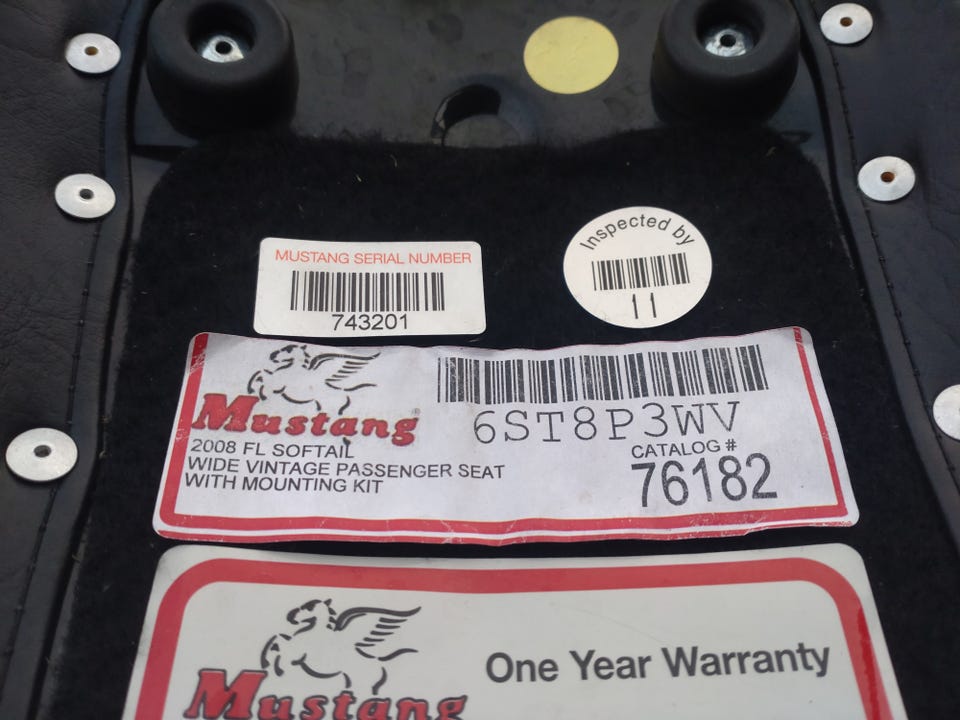 MUSTANG SERIAL NUMBER
743201
Inspected by
11
Mustang
2008 FL SOFTAIL
WIDE VINTAGE PASSENGER SEAT
WITH MOUNTING KIT
6ST8P3WV
CATALOG #
76182
One Year Warranty
Mustang